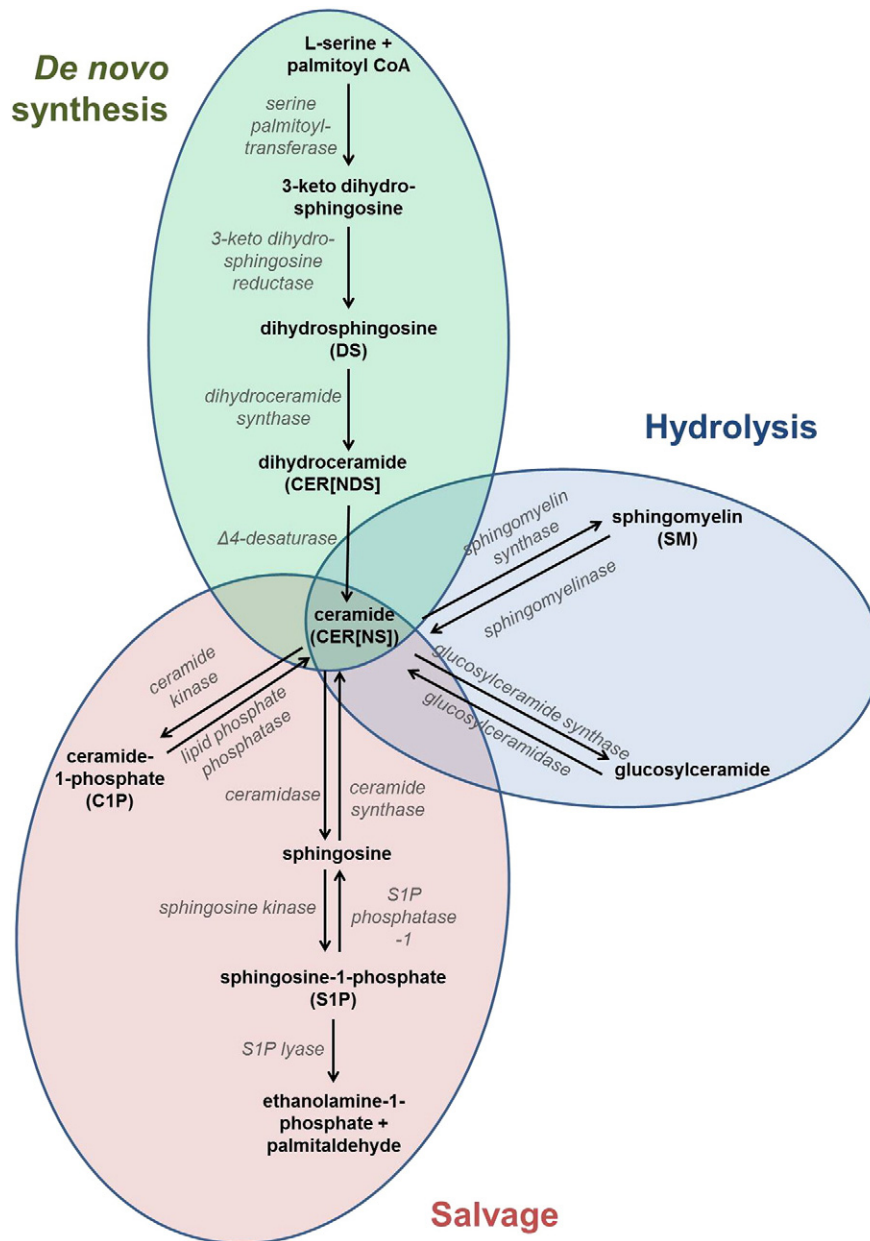 L-serine +
palmitoyl CoA
De novo
synthesis
serine
palmitoyl-
transferase
3-keto dihydro-
sphingosine
3-keto dihydro-
sphingosine
reductase
dihydrosphingosine
(DS)
dihydroceramide
synthase
Hydrolysis
dihydroceramide
(CER[NDS]
Δ4-desaturase
sphingomyelin
synthase
sphingomyelin
(SM)
sphingomyelinase
ceramide
(CER[NS])
ceramide
kinase
lipid phosphate
phosphatase
glucosylceramide synthase
glucosylceramidase
glucosylceramide
ceramide-
1-phosphate
(C1P)
ceramidase
ceramide
synthase
sphingosine
sphingosine kinase
S1P
phosphatase
-1
sphingosine-1-phosphate
(S1P)
S1P lyase
ethanolamine-1-
phosphate +
palmitaldehyde
Salvage